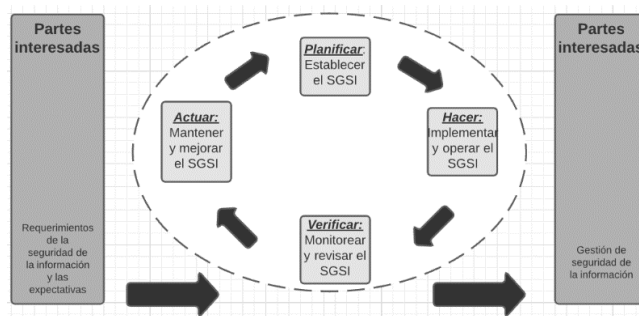 Partes
interesadas
Requerimientos
de la
seguridad de
la información
y las
expectativas
Planificar:
Establecer
el SGSI
Actuar:
Mantener
y mejorar
el SGSI
Hacer:
Implementar
y operar el
SGSI
Verificar:
Monitorear
y revisar el
SGSI
Partes
interesadas
Gestión de
seguridad de
la información